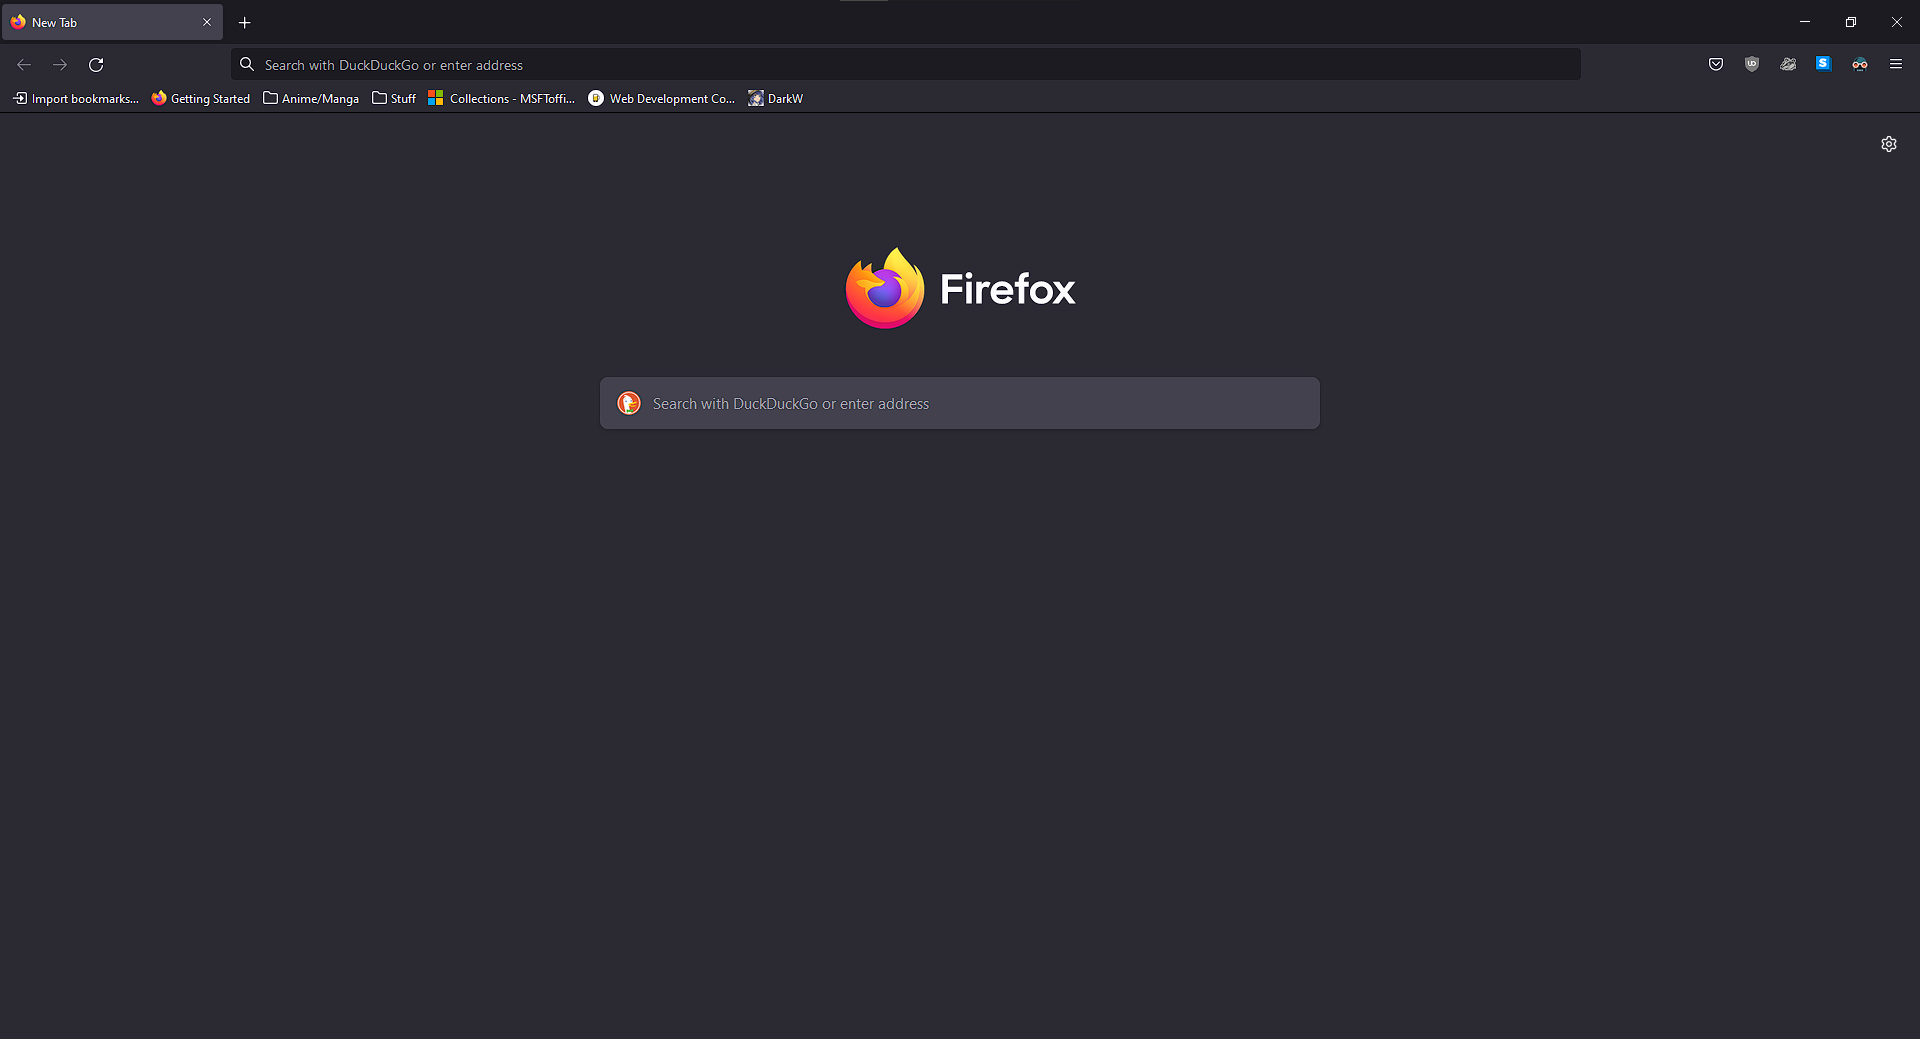 New Tab
Search with DuckDuckGo or enter address
Import bookmarks... Getting Started Anime/Manga Stuff Collections - MSFToffi... Web Development Co... DarkW
Firefox
Search with DuckDuckGo or enter address